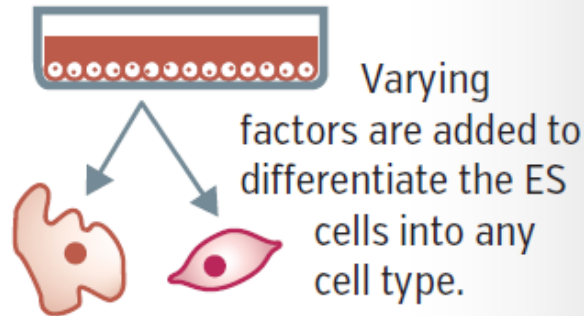 Varying
factors are added to
differentiate the ES
cells into any
cell type.